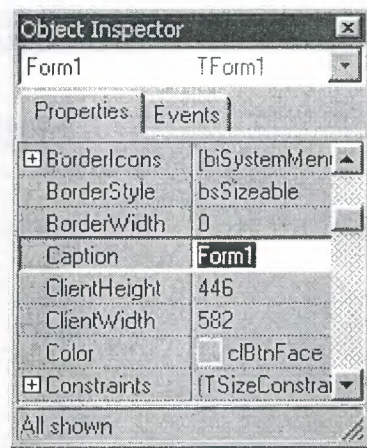 Object Inspector
Form1 TForm1
Properties Events
BorderIcons [biSystemMenu
BorderStyle bsSizeable
BorderWidth 0
Caption Form1
ClientHeight 446
ClientWidth 582
Color clBtnFace
Constraints (TSizeConstrai
All shown